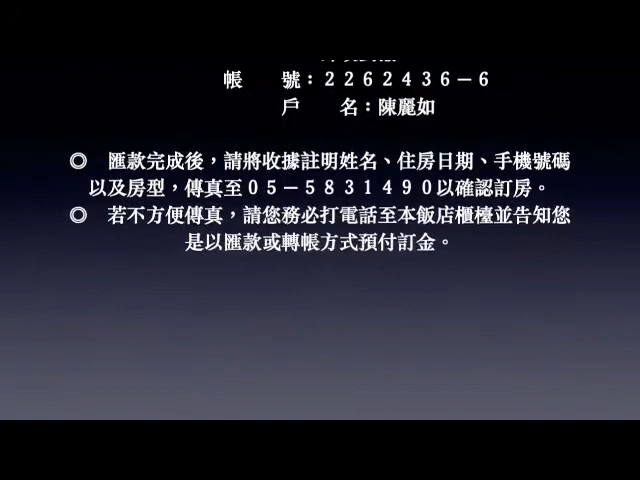 帳　　號：２２６２４３６－６
戶　　名：陳麗如
◎　匯款完成後，請將收據註明姓名、住房日期、手機號碼
以及房型，傳真至０５－５８３１４９０以確認訂房。
◎　若不方便傳真，請您務必打電話至本飯店櫃檯並告知您
是以匯款或轉帳方式預付訂金。